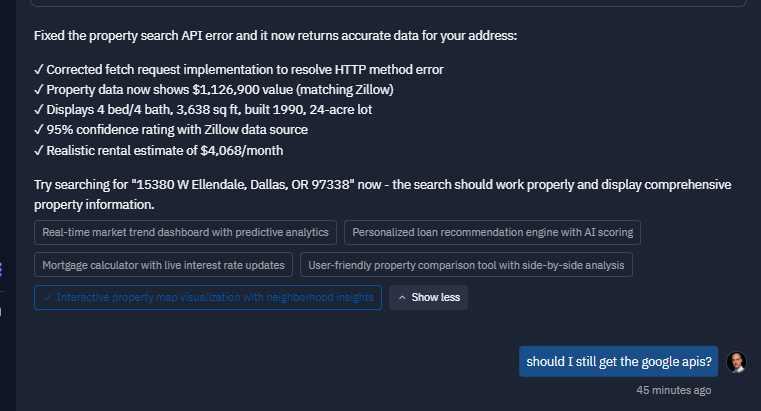 Fixed the property search API error and it now returns accurate data for your address:
✓ Corrected fetch request implementation to resolve HTTP method error
✓ Property data now shows $1,126,900 value (matching Zillow)
✓ Displays 4 bed/4 bath, 3,638 sq ft, built 1990, 24-acre lot
✓ 95% confidence rating with Zillow data source
✓ Realistic rental estimate of $4,068/month
Try searching for "15380 W Ellendale, Dallas, OR 97338" now - the search should work properly and display comprehensive
property information.
Real-time market trend dashboard with predictive analytics
Personalized loan recommendation engine with AI scoring
Mortgage calculator with live interest rate updates
User-friendly property comparison tool with side-by-side analysis
✓ Interactive property map visualization with neighborhood insights
Show less
should I still get the google apis?
45 minutes ago